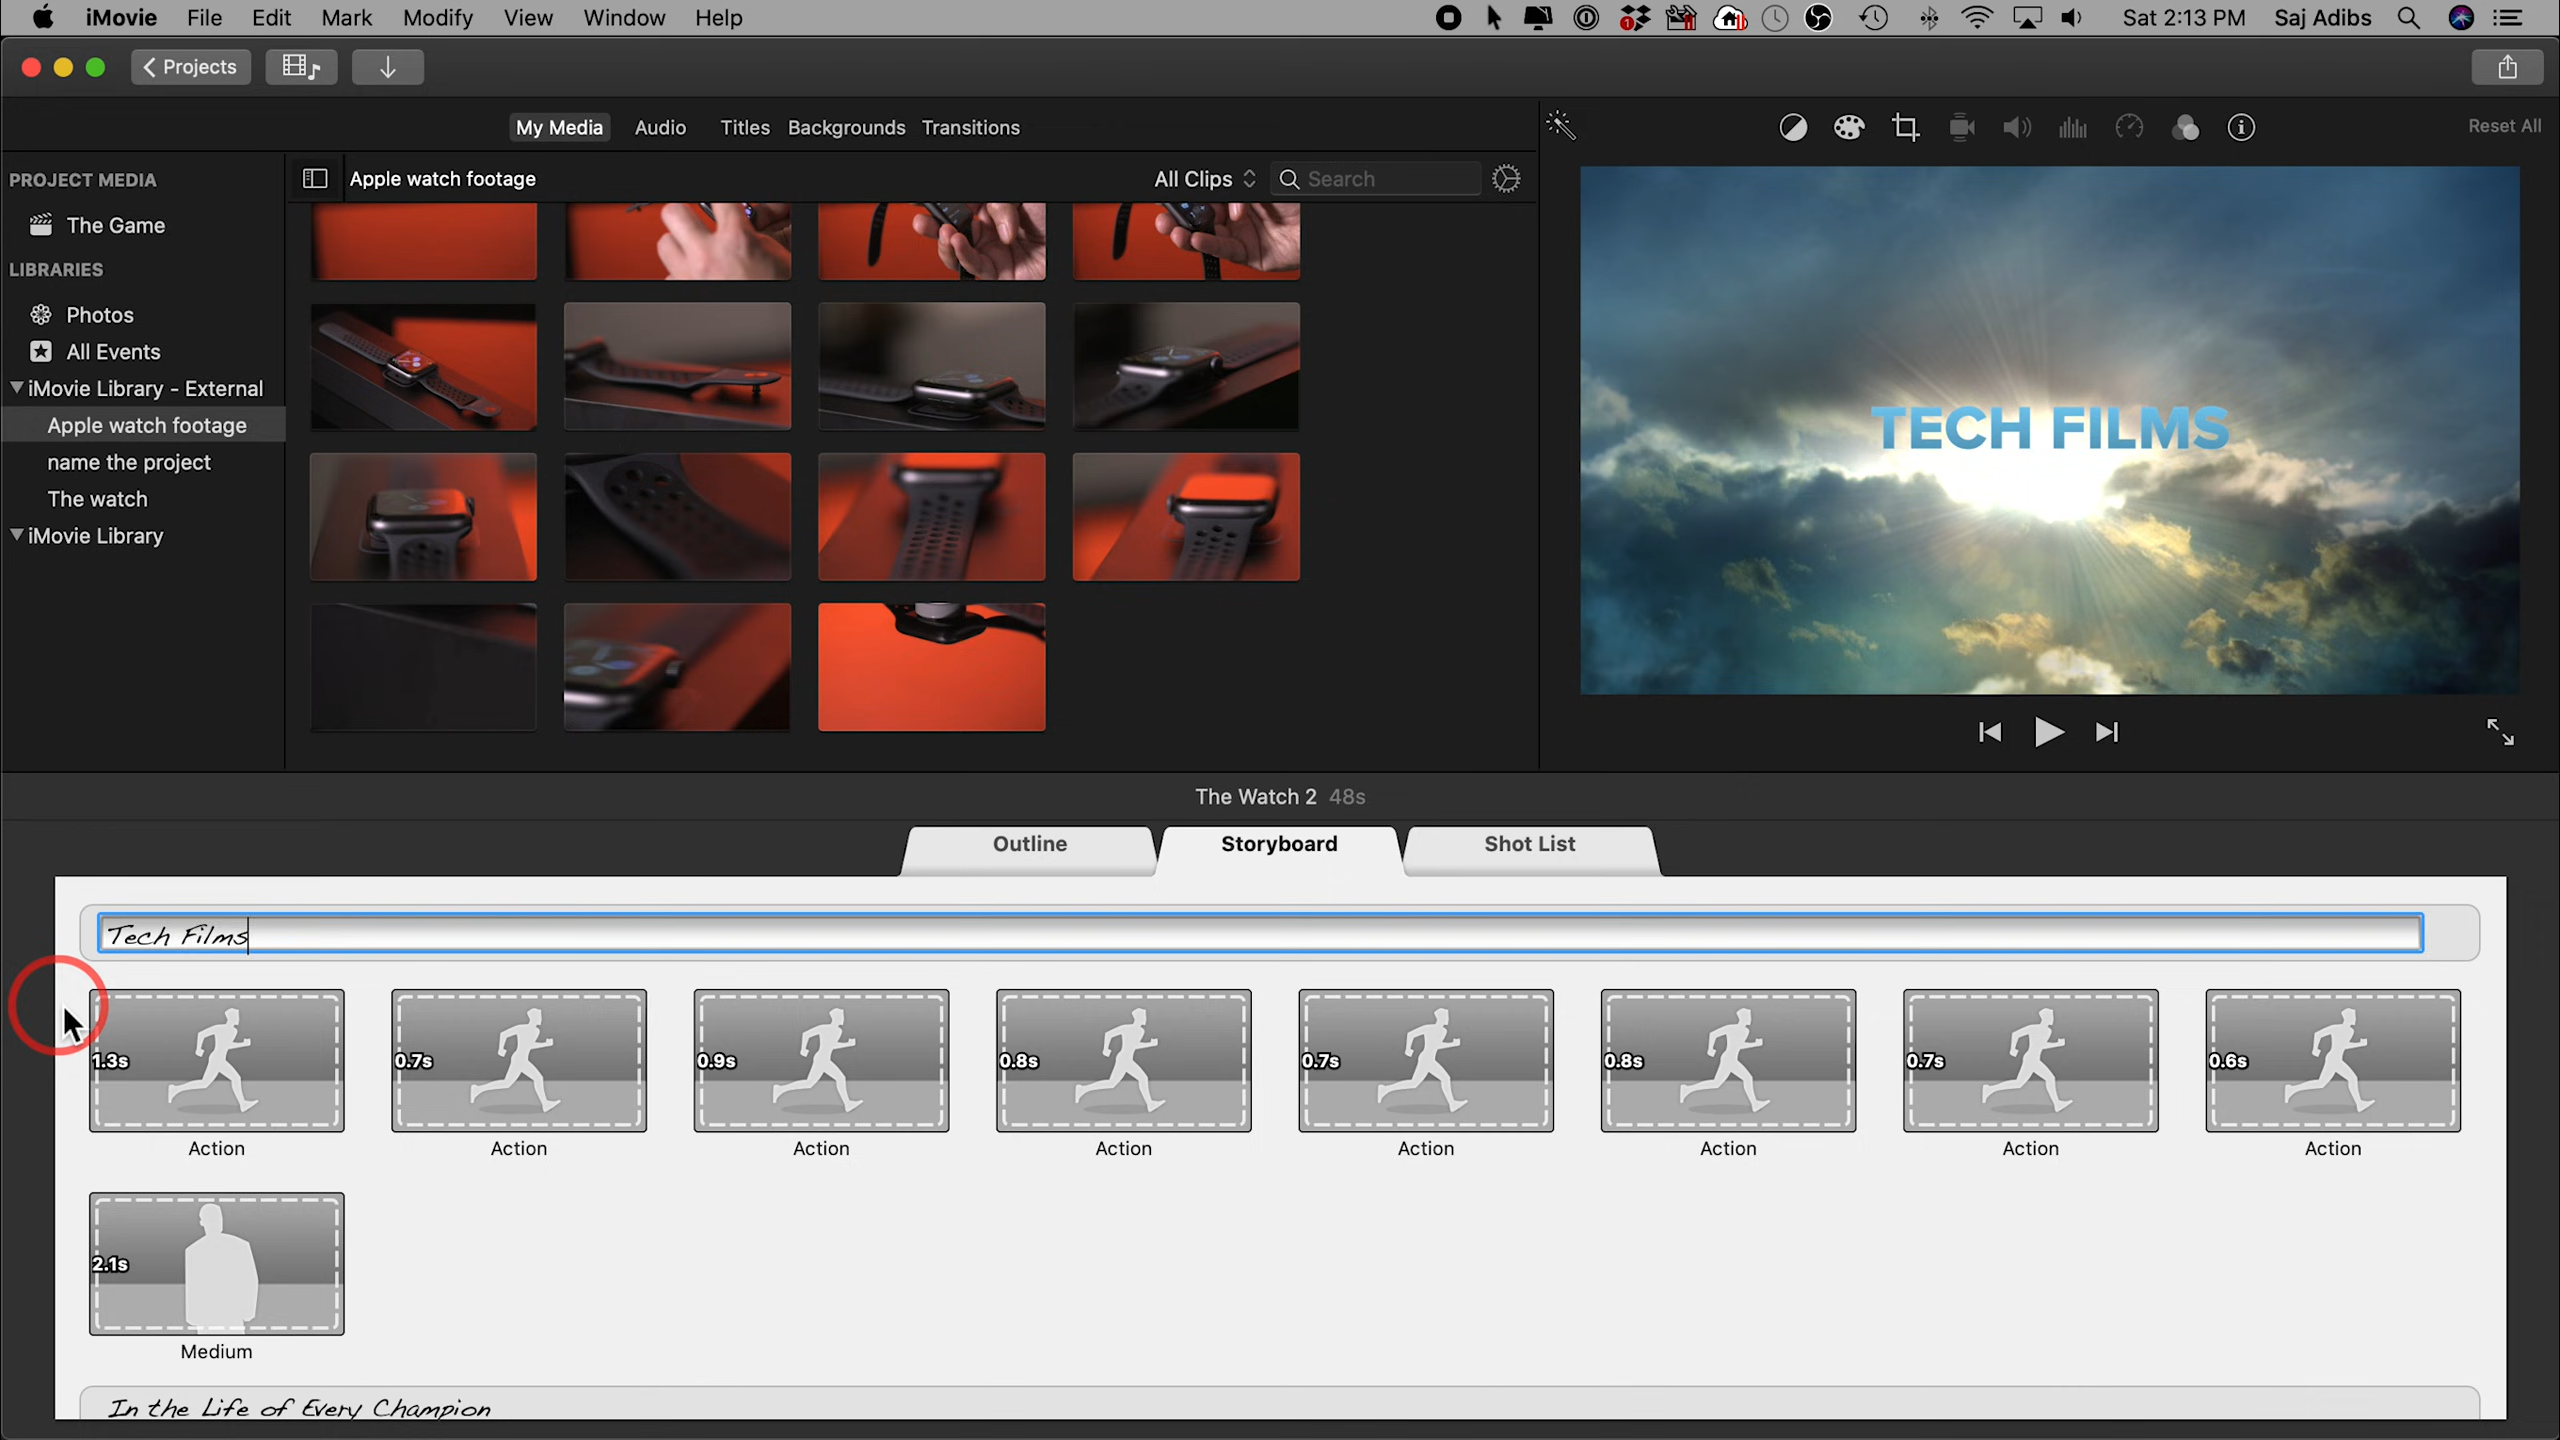 iMovie File Edit Mark Modify View Window Help Sat 2:13 PM Saj Adibs
Projects
My Media Audio Titles Backgrounds Transitions Reset All
PROJECT MEDIA
The Game
LIBRARIES
Photos
All Events
iMovie Library - External
Apple watch footage
name the project
The watch
iMovie Library
Apple watch footage All Clips Search
TECH FILMS
The Watch 2 48s
Outline Storyboard Shot List
Tech Films
1.3s 0.7s 0.9s 0.8s 0.7s 0.8s 0.7s 0.6s
Action Action Action Action Action Action Action Action
2.1s
Medium
In the Life of Every Champion